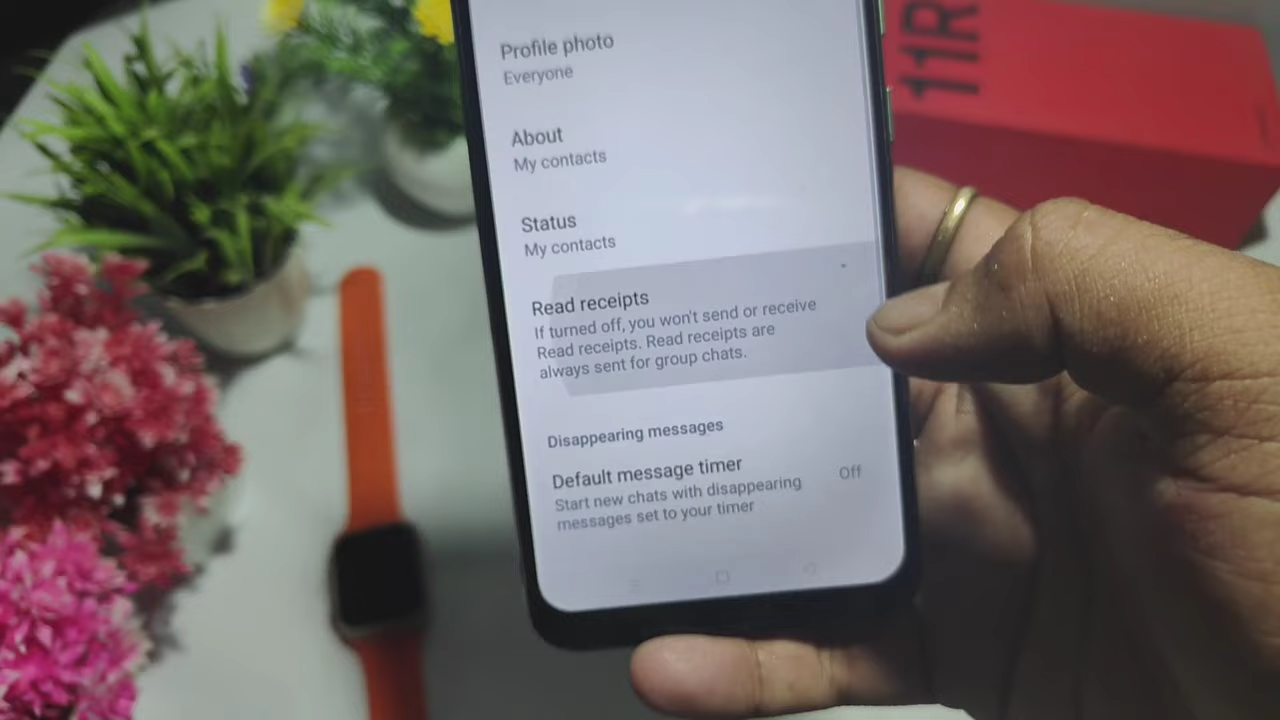 Profile photo
Everyone
About
My contacts
Status
My contacts
Read receipts
If turned off, you won't send or receive
Read receipts. Read receipts are
always sent for group chats.
Disappearing messages
Default message timer
Off
Start new chats with disappearing
messages set to your timer
11R